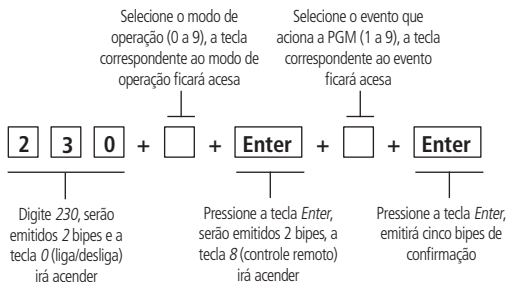 Selecione o modo de
operação (0 a 9), a tecla
correspondente ao modo de
operação ficará acesa
Selecione o evento que
aciona a PGM (1 a 9), a tecla
correspondente ao evento
ficará acesa
2 3 0 + + Enter + + Enter
Digite 230, serão
emitidos 2 bipes e a
tecla 0 (liga/desliga)
irá acender
Pressione a tecla Enter,
serão emitidos 2 bipes, a
tecla 8 (controle remoto)
irá acender
Pressione a tecla Enter,
emitirá cinco bipes de
confirmação